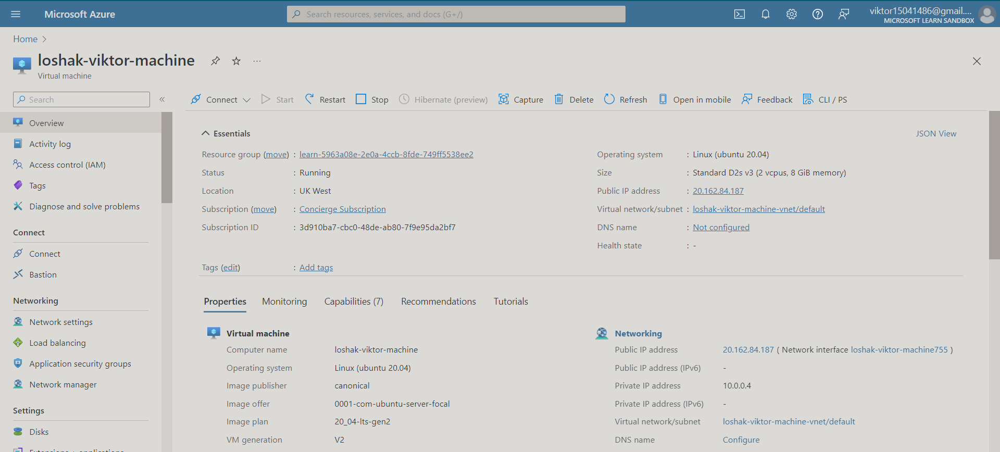 Microsoft Azure
Search resources, services, and docs (G+/)
viktor15041486@gmail....
MICROSOFT LEARN SANDBOX
Home
loshak-viktor-machine
Virtual machine
Search
Connect Start Restart Stop Hibernate (preview) Capture Delete Refresh Open in mobile Feedback CLI / PS
Overview
Activity log
Access control (IAM)
Tags
Diagnose and solve problems
Connect
Connect
Bastion
Networking
Network settings
Load balancing
Application security groups
Network manager
Settings
Disks
Extensions + applications
Essentials
JSON View
Resource group (move) : learn-5963a08e-2e0a-4ccb-8fde-749ff5538ee2
Status : Running
Location : UK West
Subscription (move) : Concierge Subscription
Subscription ID : 3d910ba7-cbc0-48de-ab80-7f9e95da2bf7
Operating system : Linux (ubuntu 20.04)
Size : Standard D2s v3 (2 vcpus, 8 GiB memory)
Public IP address : 20.162.84.187
Virtual network/subnet : loshak-viktor-machine-vnet/default
DNS name : Not configured
Health state : -
Tags (edit) : Add tags
Properties Monitoring Capabilities (7) Recommendations Tutorials
Virtual machine
Computer name loshak-viktor-machine
Operating system Linux (ubuntu 20.04)
Image publisher canonical
Image offer 0001-com-ubuntu-server-focal
Image plan 20_04-lts-gen2
VM generation V2
Networking
Public IP address 20.162.84.187 ( Network interface loshak-viktor-machine755 )
Public IP address (IPv6) -
Private IP address 10.0.0.4
Private IP address (IPv6) -
Virtual network/subnet loshak-viktor-machine-vnet/default
DNS name Configure